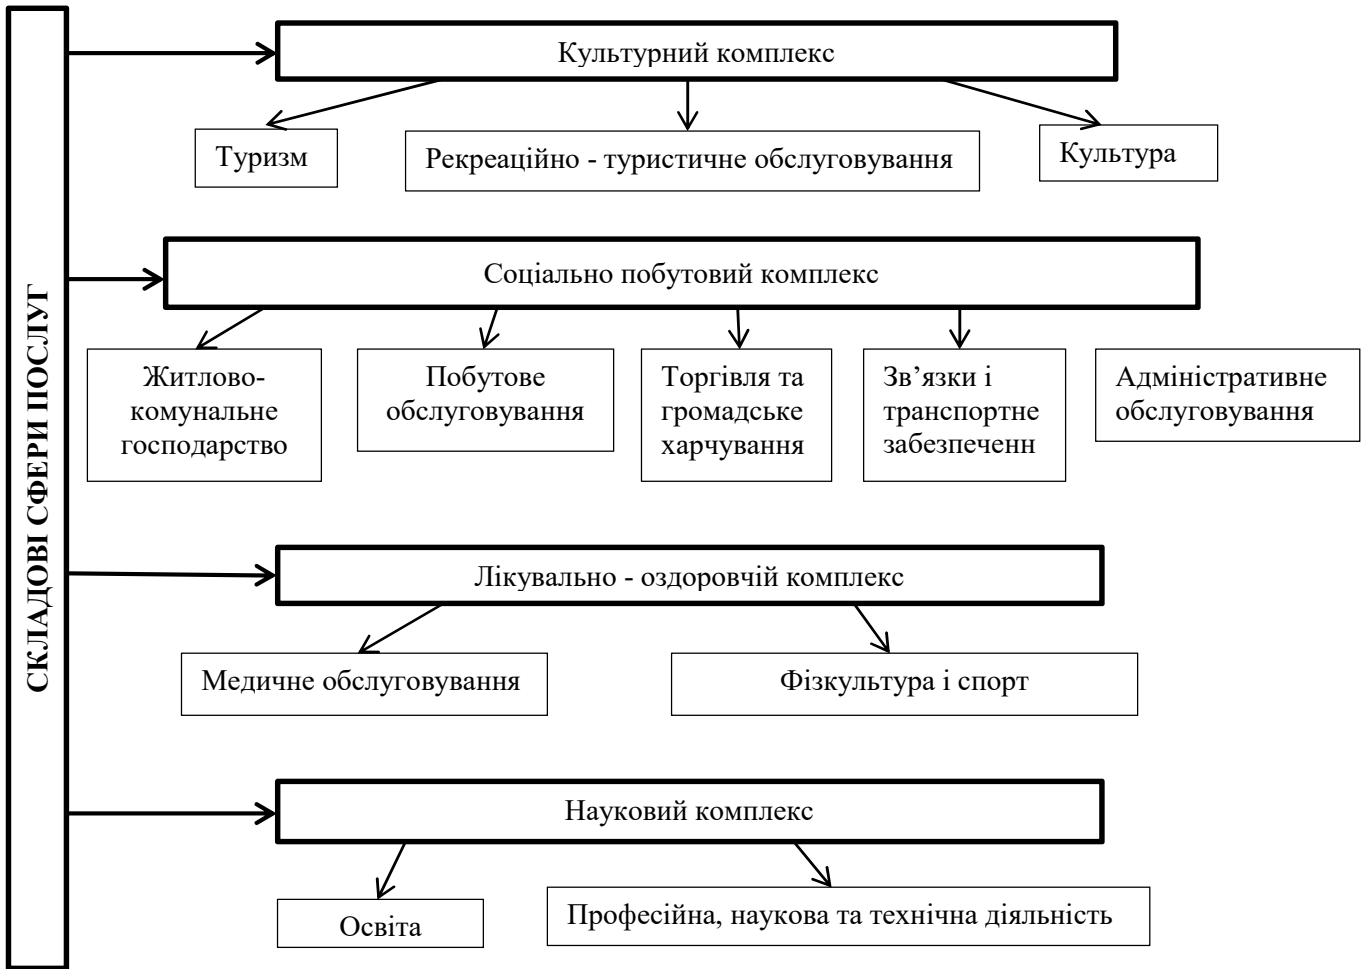 СКЛАДОВІ СФЕРИ ПОСЛУГ
Культурний комплекс
Туризм
Рекреаційно - туристичне обслуговування
Культура
Соціально побутовий комплекс
Житлово-
комунальне
господарство
Побутове
обслуговування
Торгівля та
громадське
харчування
Зв’язки і
транспортне
забезпеченн
Адміністративне
обслуговування
Лікувально - оздоровчій комплекс
Медичне обслуговування
Фізкультура і спорт
Науковий комплекс
Освіта
Професійна, наукова та технічна діяльність